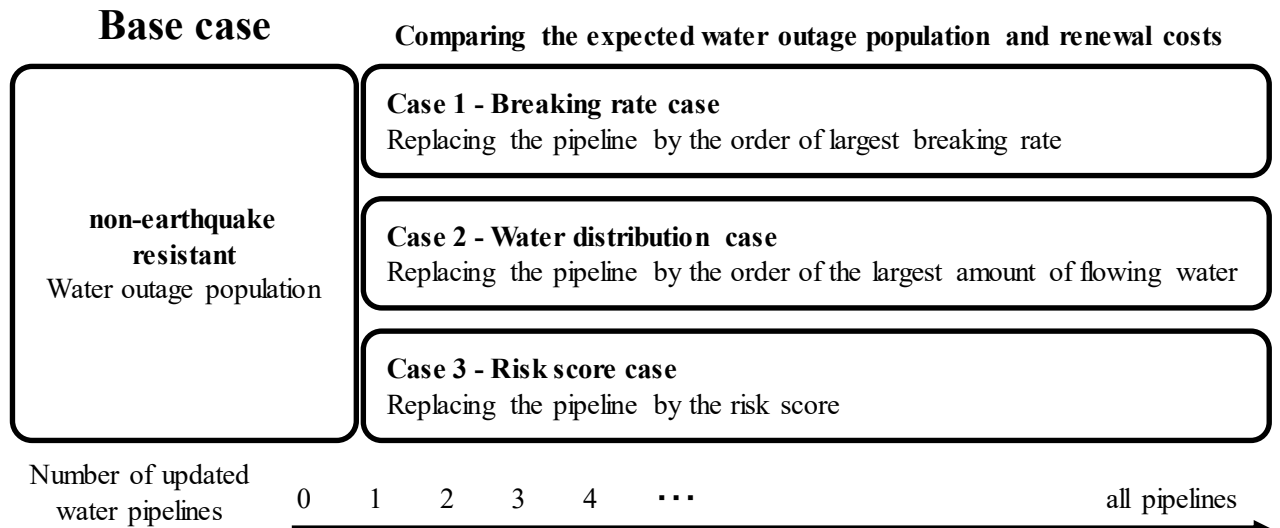 Base case
Comparing the expected water outage population and renewal costs
non-earthquake
resistant
Water outage population
Case 1 - Breaking rate case
Replacing the pipeline by the order of largest breaking rate
Case 2 - Water distribution case
Replacing the pipeline by the order of the largest amount of flowing water
Case 3 - Risk score case
Replacing the pipeline by the risk score
Number of updated
water pipelines
0 1 2 3 4 ··· all pipelines